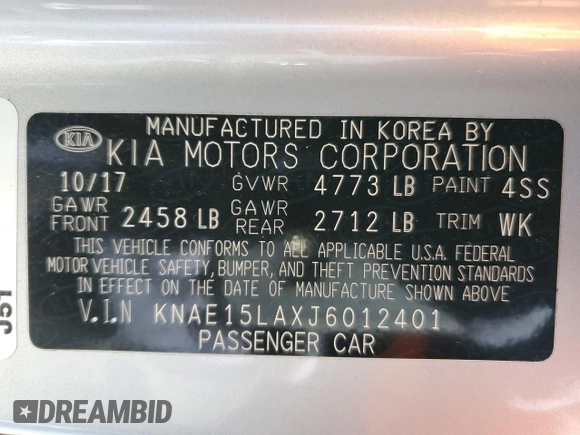 MANUFACTURED IN KOREA BY
KIA KIA MOTORS CORPORATION
10/17 GVWR 4773 LB PAINT 4SS
GAWR FRONT 2458 LB GAWR REAR 2712 LB TRIM WK
THIS VEHICLE CONFORMS TO ALL APPLICABLE U.S.A. FEDERAL
MOTOR VEHICLE SAFETY, BUMPER, AND THEFT PREVENTION STANDARDS
IN EFFECT ON THE DATE OF MANUFACTURE SHOWN ABOVE.
V.I.N KNAE15LAXJ6012401
PASSENGER CAR
J51
DREAMBID